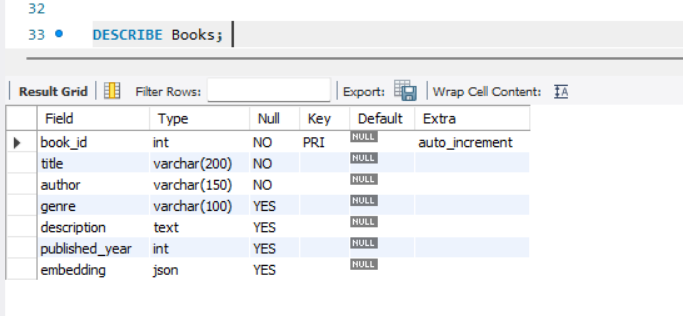 32
33 DESCRIBE Books;
Result Grid Filter Rows: Export: Wrap Cell Content: IA
Field Type Null Key Default Extra
book_id int NO PRI NULL auto_increment
title varchar(200) NO NULL
author varchar(150) NO NULL
genre varchar(100) YES NULL
description text YES NULL
published_year int YES NULL
embedding json YES NULL